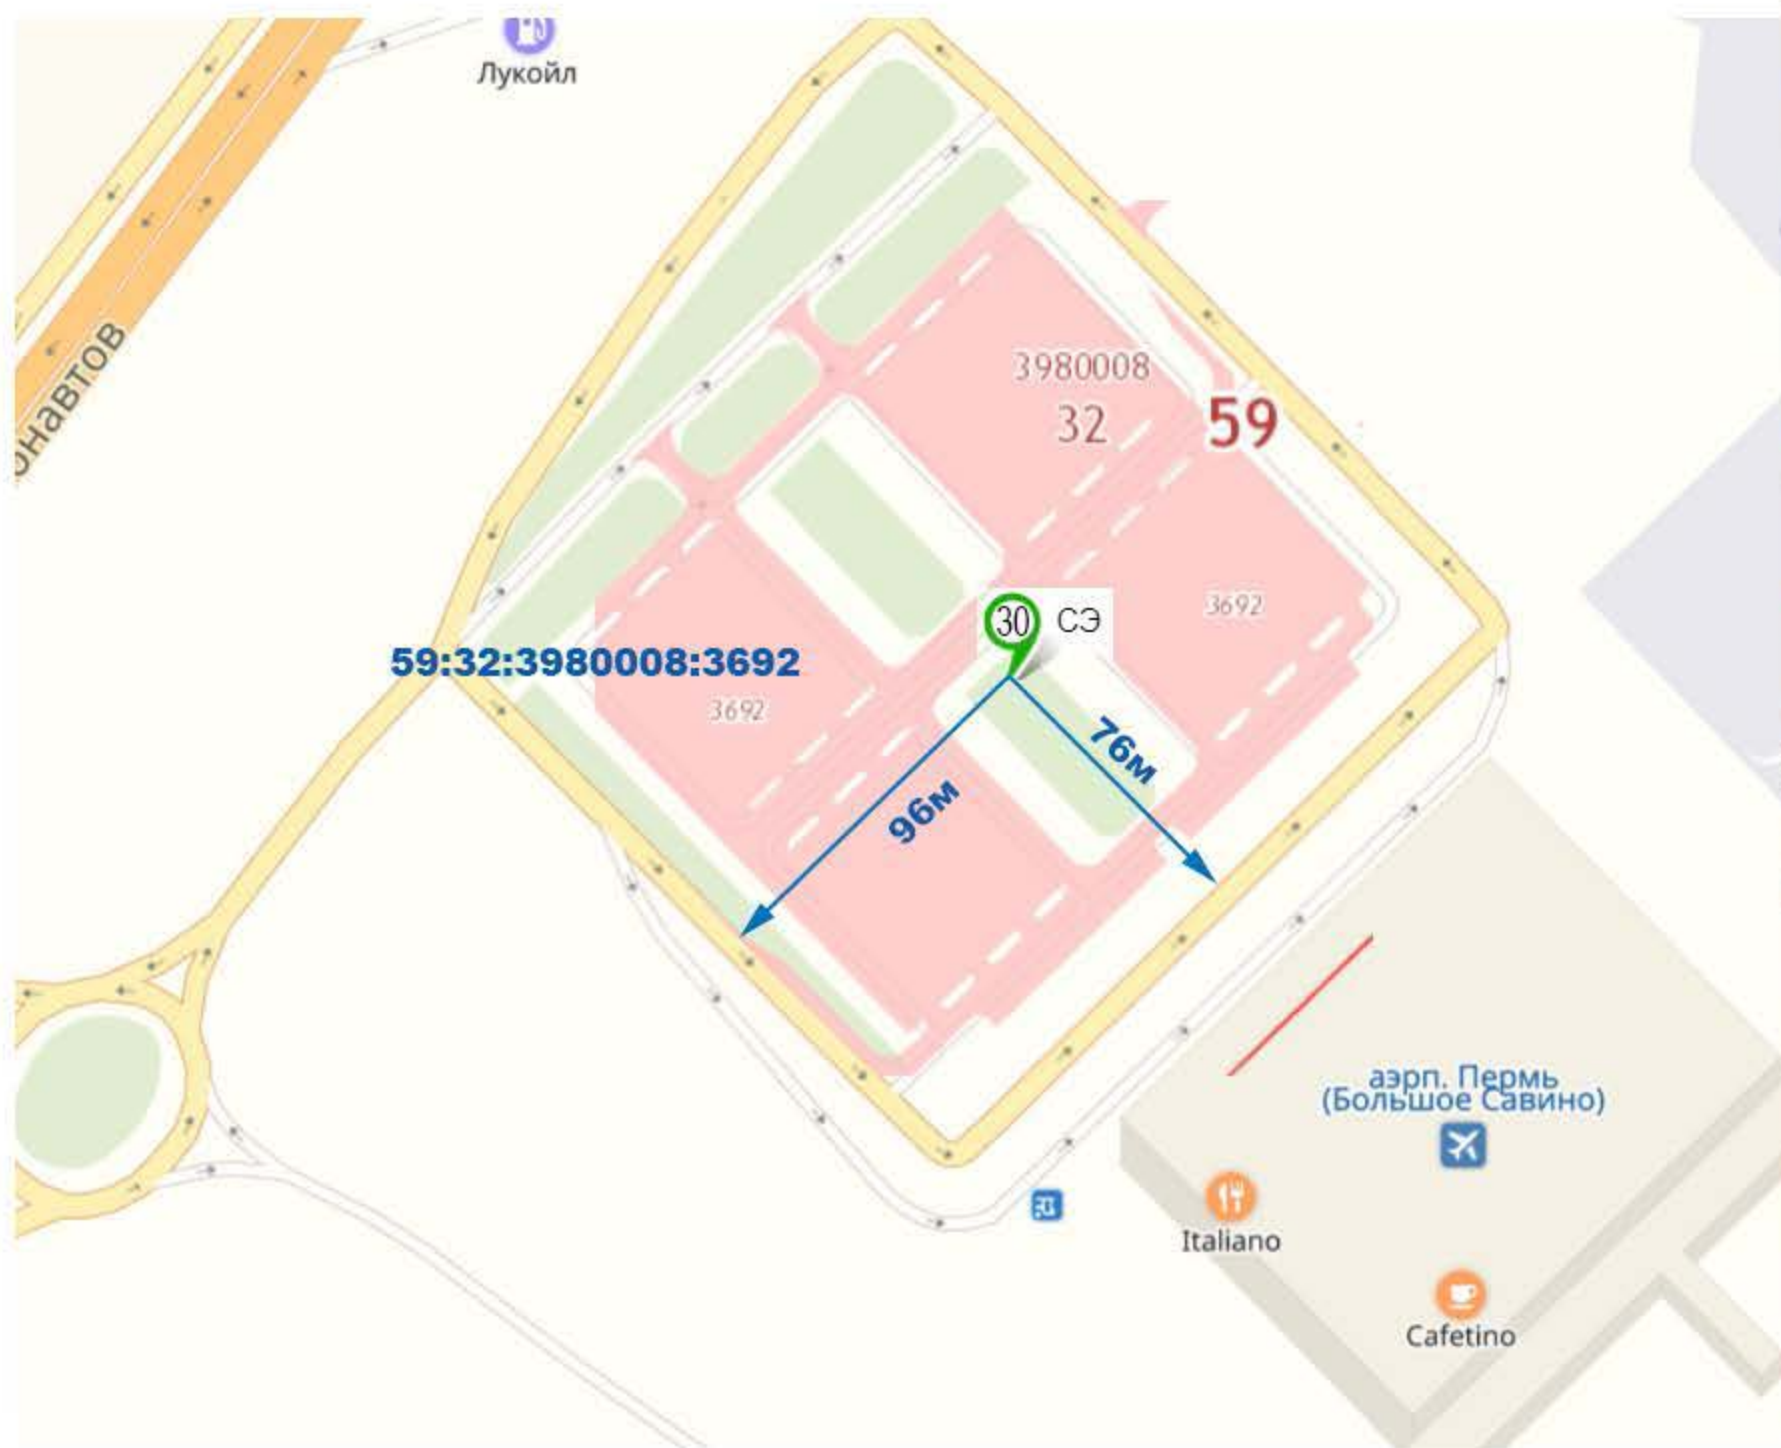 Лукойл
онавтов
3980008
32
59
30 СЭ
3692
59:32:3980008:3692
3692
76м
96м
аэрп. Пермь
(Большое Савино)
Italiano
Cafetino